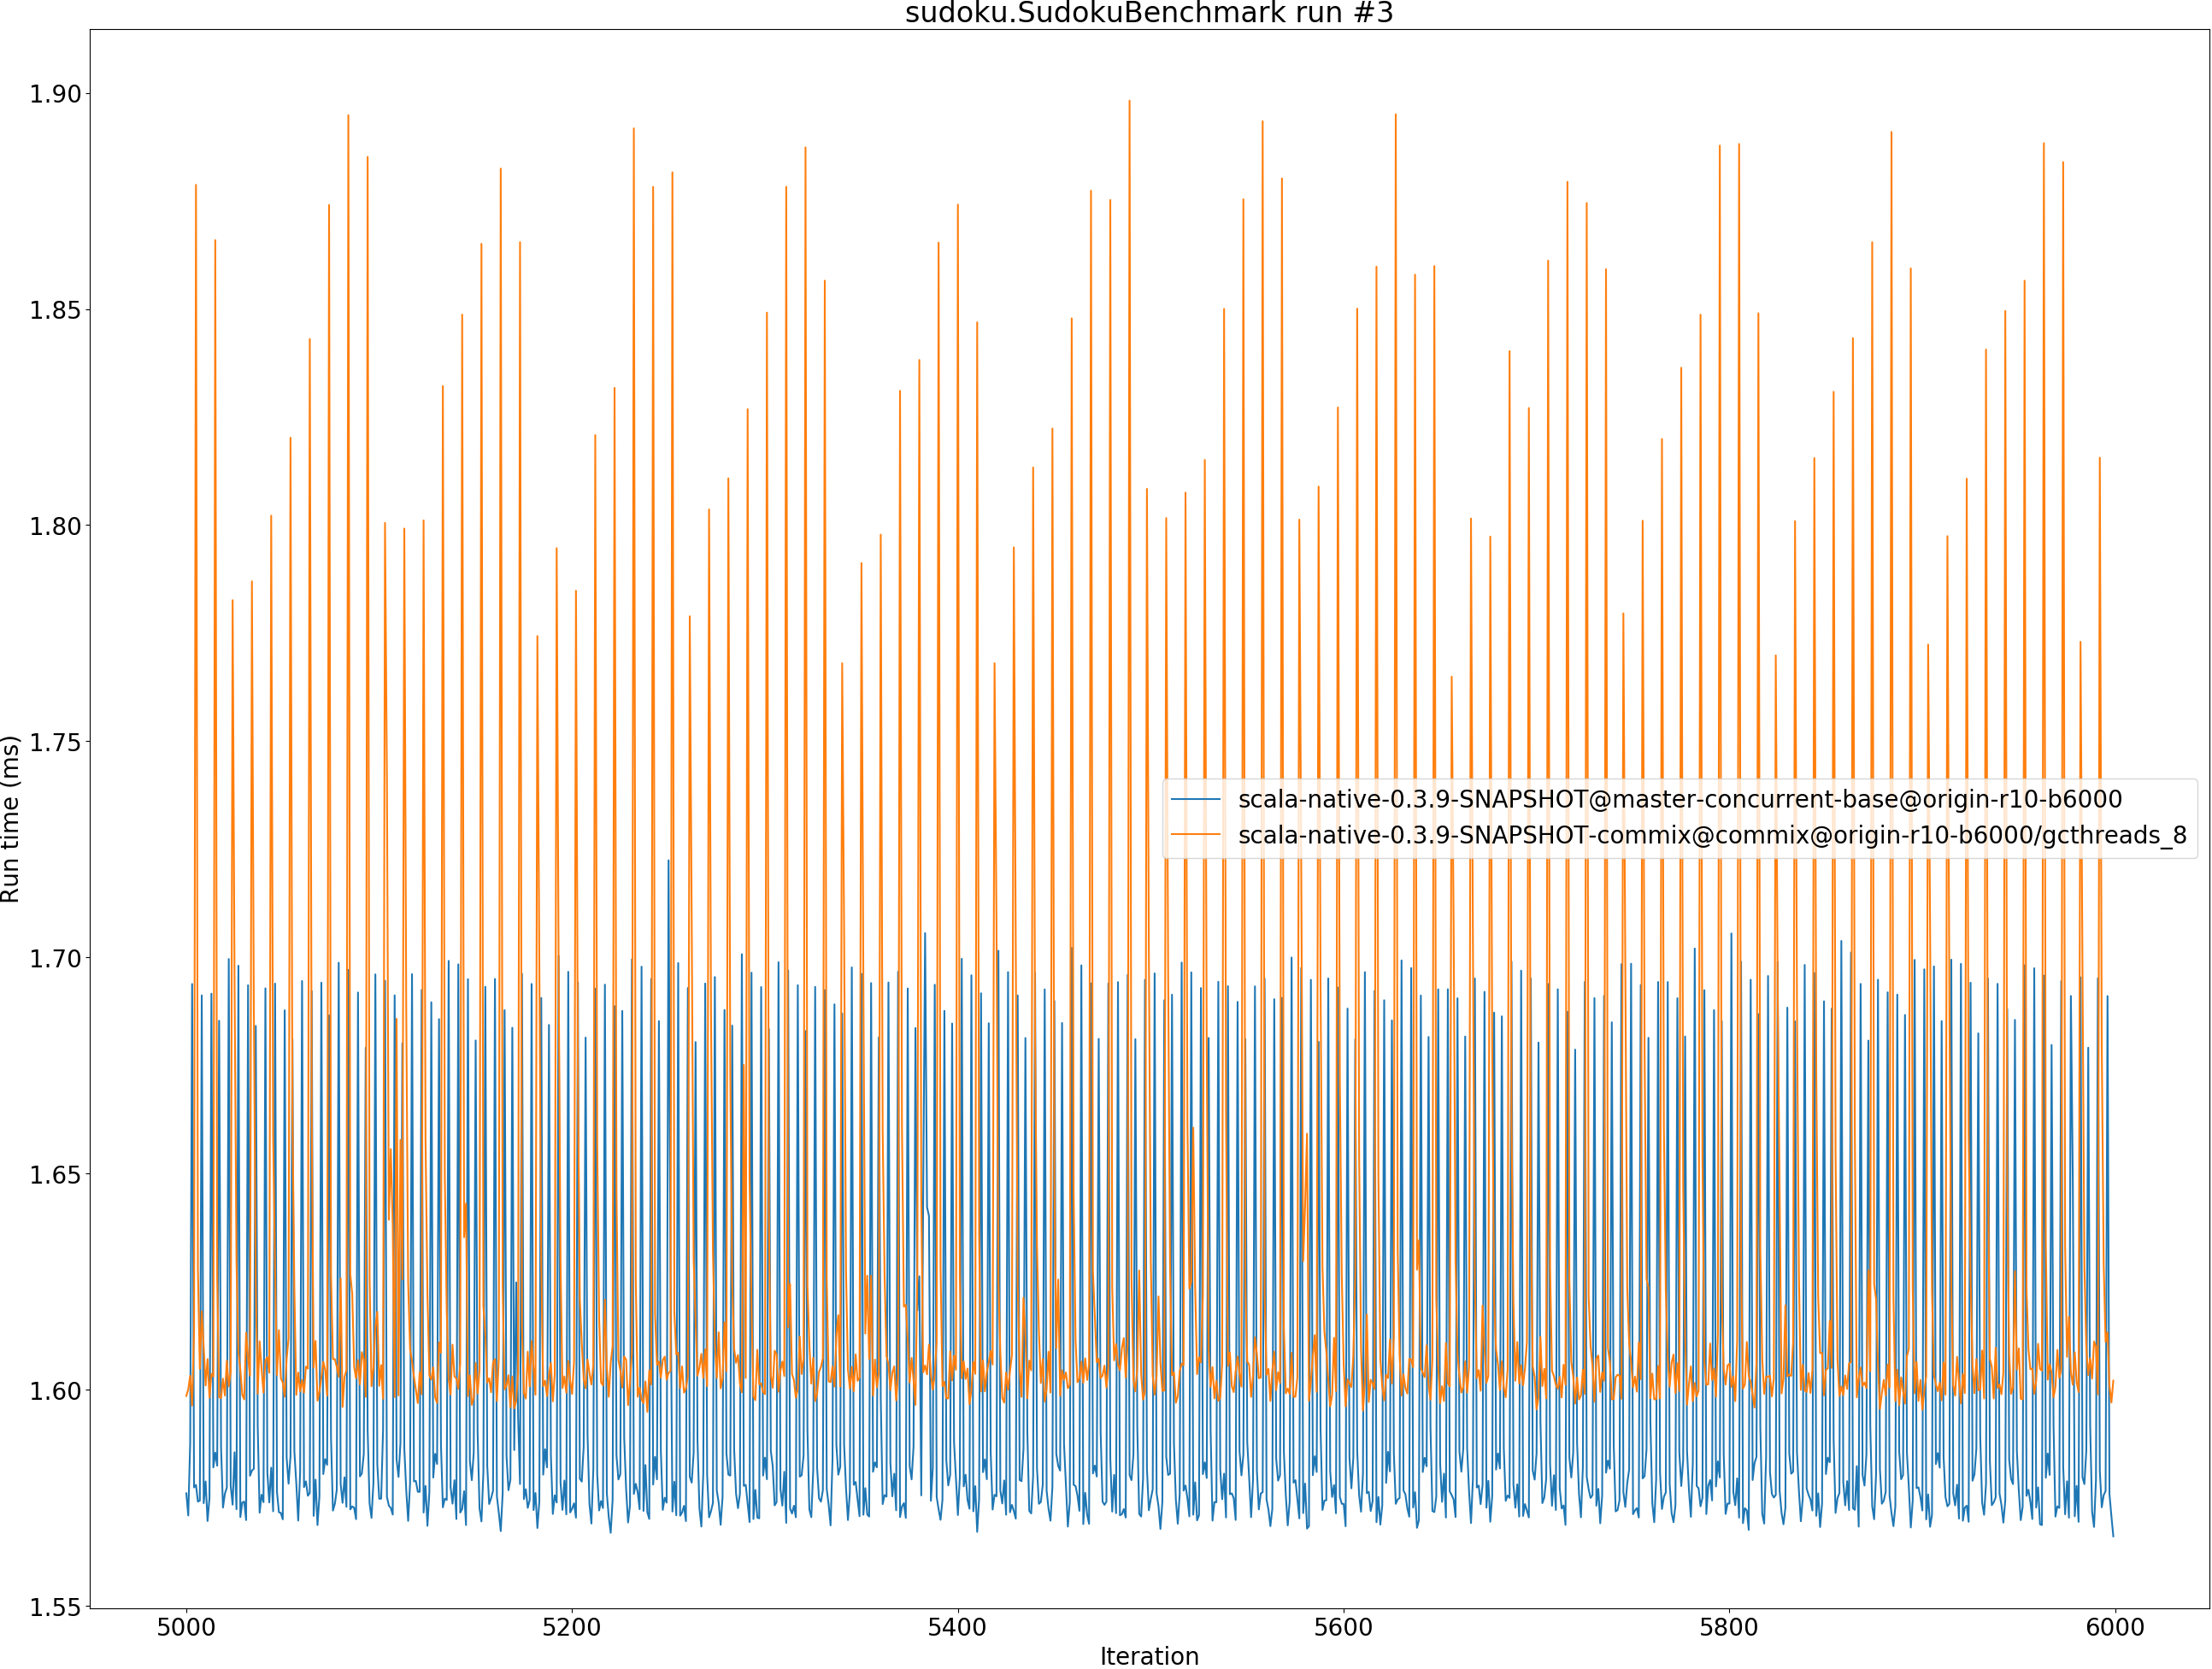 sudoku.SudokuBenchmark run #3
1.90
1.85
1.80
1.75
1.70
1.65
1.60
1.55
Run time (ms)
scala-native-0.3.9-SNAPSHOT@master-concurrent-base@origin-r10-b6000
scala-native-0.3.9-SNAPSHOT-commix@commix@origin-r10-b6000/gcthreads_8
5000 5200 5400 5600 5800 6000
Iteration